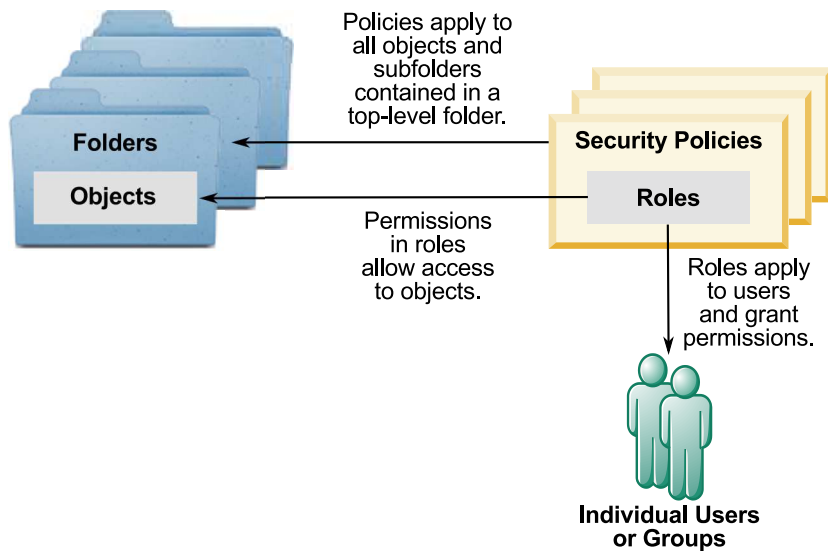 Policies apply to
all objects and
subfolders
contained in a
top-level folder.
Folders
Security Policies
Objects
Roles
Permissions
in roles
allow access
to objects.
Roles apply
to users
and grant
permissions.
Individual Users
or Groups